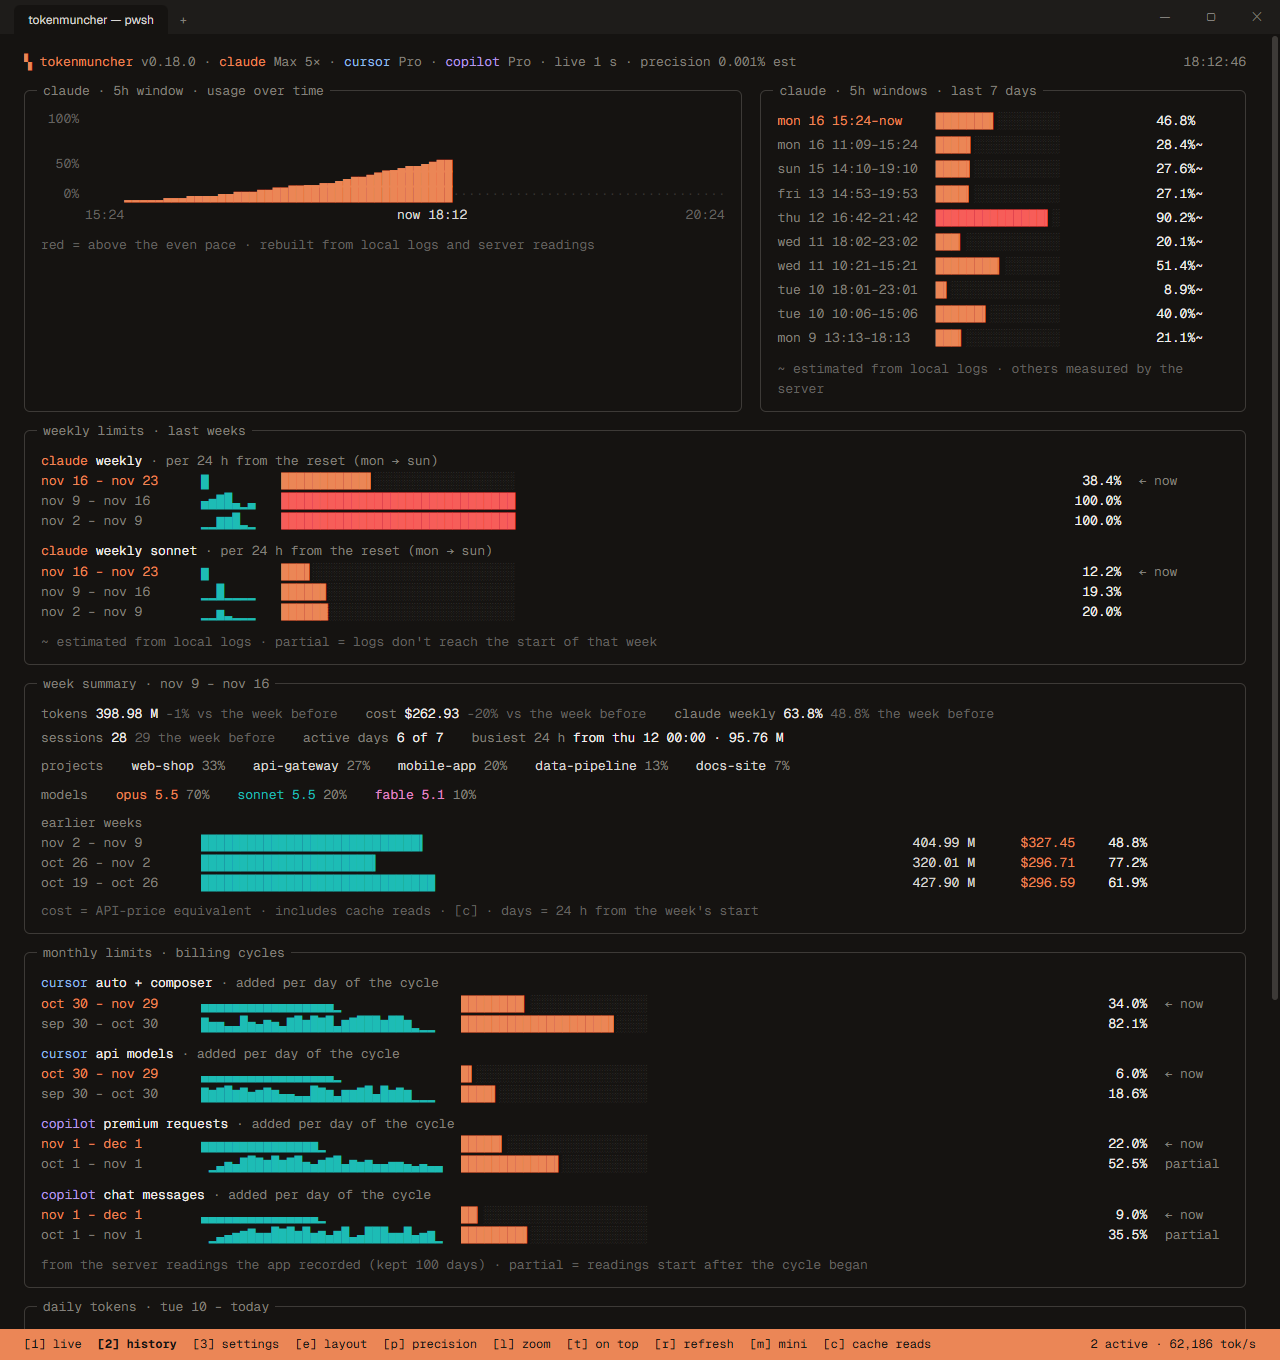 tokenmuncher — pwsh +
tokenmuncher v0.18.0 · claude Max 5× · cursor Pro · copilot Pro · live 1 s · precision 0.001% est 18:12:46
claude · 5h window · usage over time
100%
50%
0%
15:24 now 18:12 20:24
red = above the even pace · rebuilt from local logs and server readings
claude · 5h windows · last 7 days
mon 16 15:24–now 46.8%
mon 16 11:09–15:24 28.4%~
sun 15 14:10–19:10 27.6%~
fri 13 14:53–19:53 27.1%~
thu 12 16:42–21:42 90.2%~
wed 11 18:02–23:02 20.1%~
wed 11 10:21–15:21 51.4%~
tue 10 18:01–23:01 8.9%~
tue 10 10:06–15:06 40.0%~
mon 9 13:13–18:13 21.1%~
~ estimated from local logs · others measured by the
server
weekly limits · last weeks
claude weekly · per 24 h from the reset (mon → sun)
nov 16 – nov 23 38.4% ← now
nov 9 – nov 16 100.0%
nov 2 – nov 9 100.0%
claude weekly sonnet · per 24 h from the reset (mon → sun)
nov 16 – nov 23 12.2% ← now
nov 9 – nov 16 19.3%
nov 2 – nov 9 20.0%
~ estimated from local logs · partial = logs don't reach the start of that week
week summary · nov 9 – nov 16
tokens 398.98 M -1% vs the week before cost $262.93 -20% vs the week before claude weekly 63.8% 48.8% the week before
sessions 28 29 the week before active days 6 of 7 busiest 24 h from thu 12 00:00 · 95.76 M
projects web-shop 33% api-gateway 27% mobile-app 20% data-pipeline 13% docs-site 7%
models opus 5.5 70% sonnet 5.5 20% fable 5.1 10%
earlier weeks
nov 2 – nov 9 404.99 M $327.45 48.8%
oct 26 – nov 2 320.01 M $296.71 77.2%
oct 19 – oct 26 427.90 M $296.59 61.9%
cost = API-price equivalent · includes cache reads · [c] · days = 24 h from the week's start
monthly limits · billing cycles
cursor auto + composer · added per day of the cycle
oct 30 – nov 29 34.0% ← now
sep 30 – oct 30 82.1%
cursor api models · added per day of the cycle
oct 30 – nov 29 6.0% ← now
sep 30 – oct 30 18.6%
copilot premium requests · added per day of the cycle
nov 1 – dec 1 22.0% ← now
oct 1 – nov 1 52.5% partial
copilot chat messages · added per day of the cycle
nov 1 – dec 1 9.0% ← now
oct 1 – nov 1 35.5% partial
from the server readings the app recorded (kept 100 days) · partial = readings start after the cycle began
daily tokens · tue 10 – today
[1] live [2] history [3] settings [e] layout [p] precision [l] zoom [t] on top [r] refresh [m] mini [c] cache reads 2 active · 62,186 tok/s